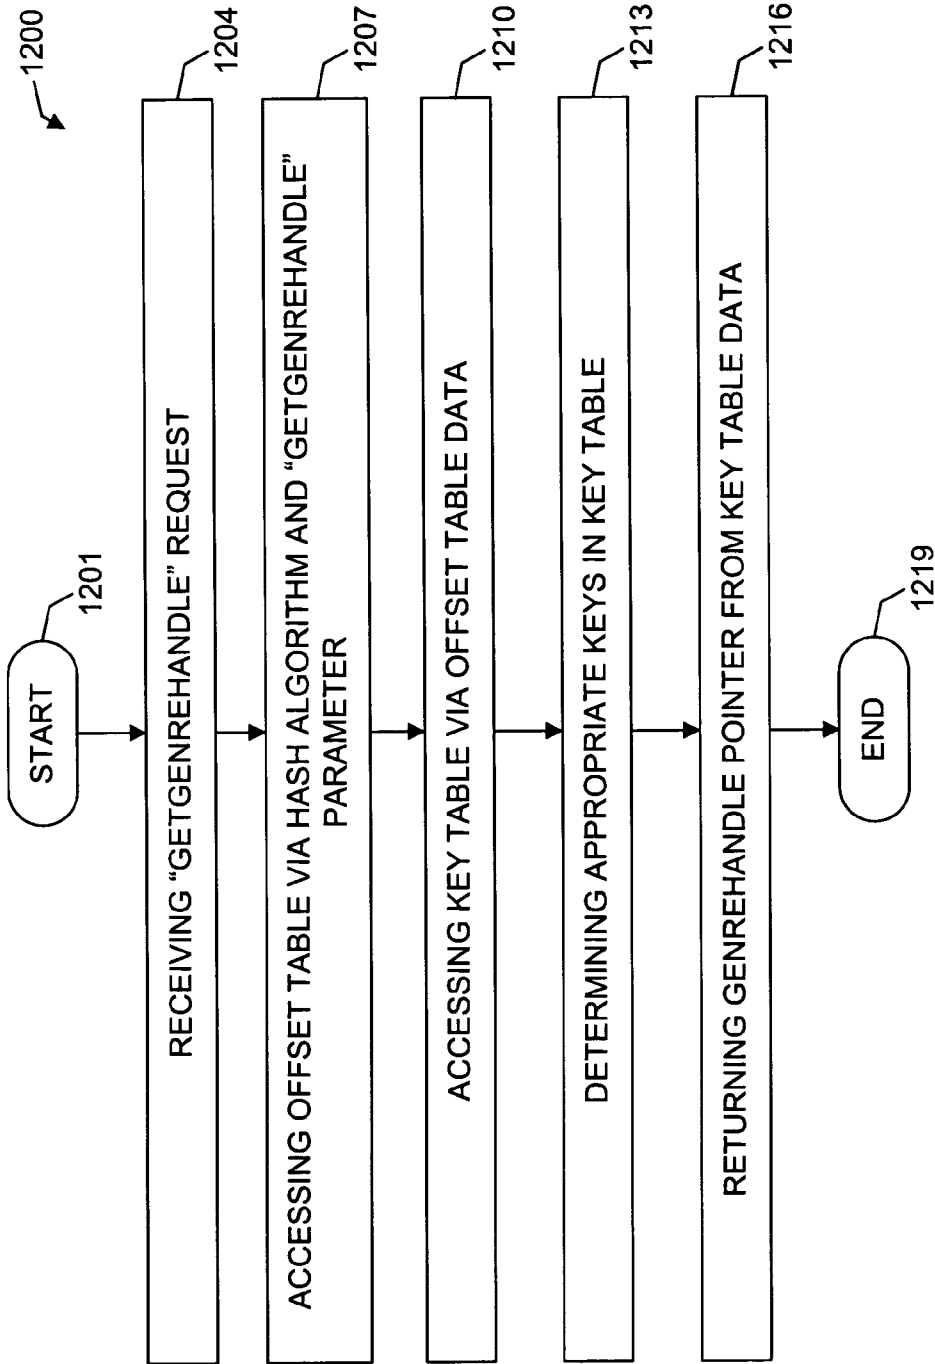 1200
START
1201
RECEIVING “GETGENREHANDLE” REQUEST
1204
ACCESSING OFFSET TABLE VIA HASH ALGORITHM AND “GETGENREHANDLE”
PARAMETER
1207
ACCESSING KEY TABLE VIA OFFSET TABLE DATA
1210
DETERMINING APPROPRIATE KEYS IN KEY TABLE
1213
RETURNING GENREHANDLE POINTER FROM KEY TABLE DATA
1216
END
1219